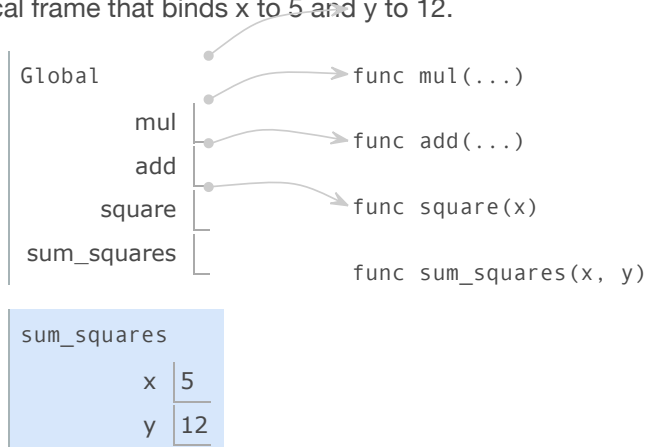 cal frame that binds x to 5 and y to 12.
Global
func mul(...)
mul
func add(...)
add
square
func square(x)
sum_squares
func sum_squares(x, y)
sum_squares
x 5
y 12